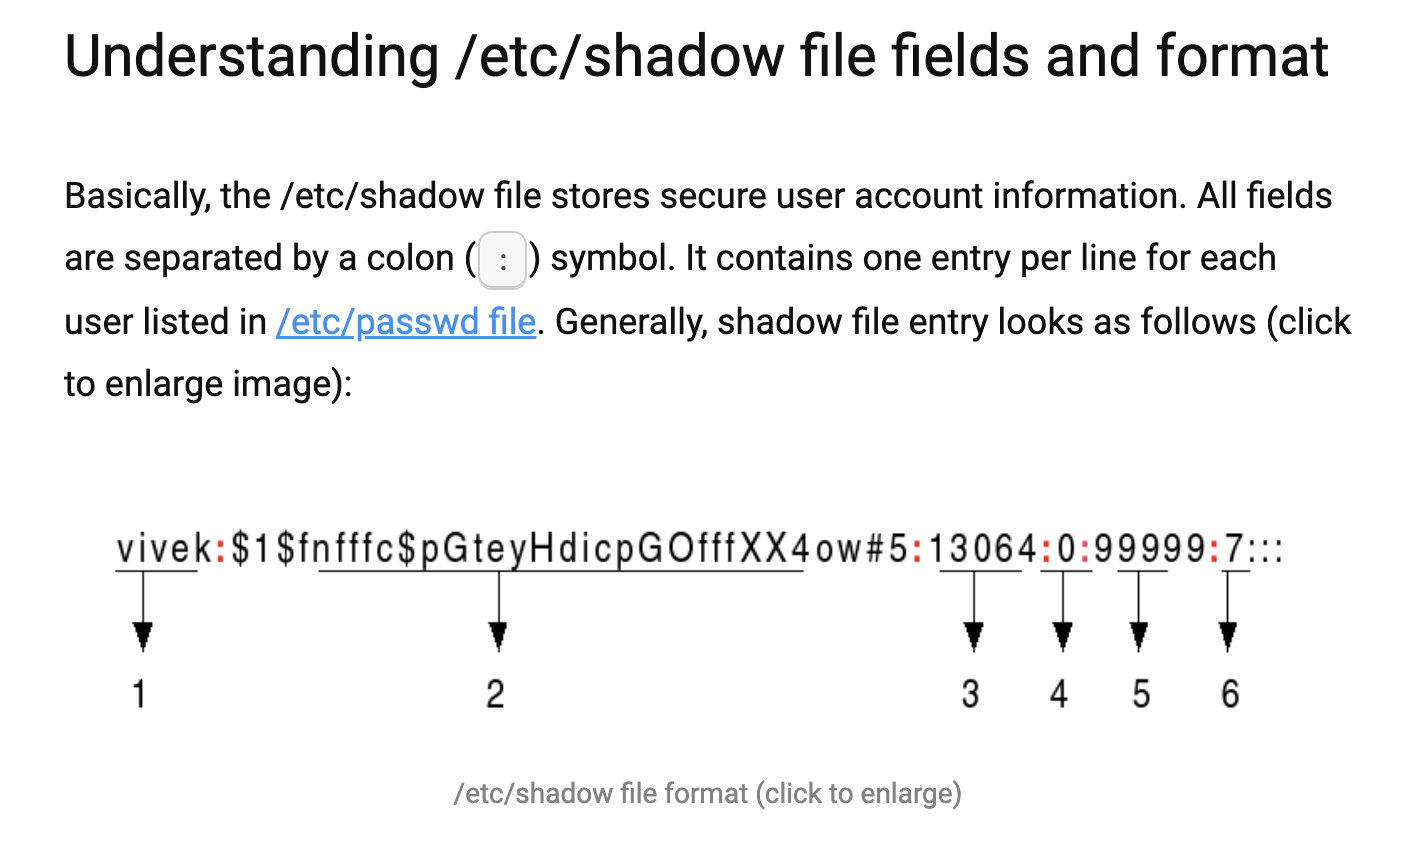 Understanding /etc/shadow file fields and format
Basically, the /etc/shadow file stores secure user account information. All fields
are separated by a colon ( : ) symbol. It contains one entry per line for each
user listed in /etc/passwd file. Generally, shadow file entry looks as follows (click
to enlarge image):
vivek:$1$fnfffc$pGteyHdicpGOfffXX4ow#5:13064:0:99999:7:::
1 2 3 4 5 6
/etc/shadow file format (click to enlarge)